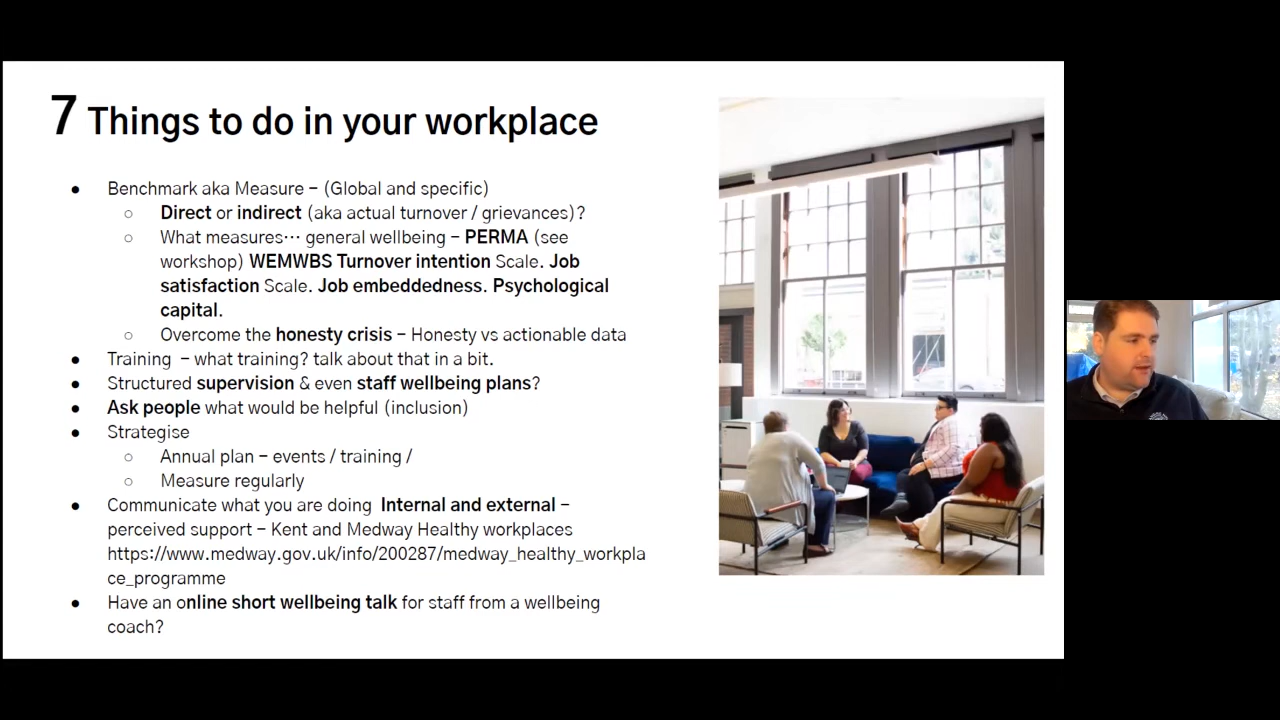 7 Things to do in your workplace
● Benchmark aka Measure – (Global and specific)
○ Direct or indirect (aka actual turnover / grievances)?
○ What measures… general wellbeing – PERMA (see
workshop) WEMWBS Turnover intention Scale. Job
satisfaction Scale. Job embeddedness. Psychological
capital.
○ Overcome the honesty crisis – Honesty vs actionable data
● Training – what training? talk about that in a bit.
● Structured supervision & even staff wellbeing plans?
● Ask people what would be helpful (inclusion)
● Strategise
○ Annual plan – events / training /
○ Measure regularly
● Communicate what you are doing Internal and external –
perceived support – Kent and Medway Healthy workplaces
https://www.medway.gov.uk/info/200287/medway_healthy_workpla
ce_programme
● Have an online short wellbeing talk for staff from a wellbeing
coach?